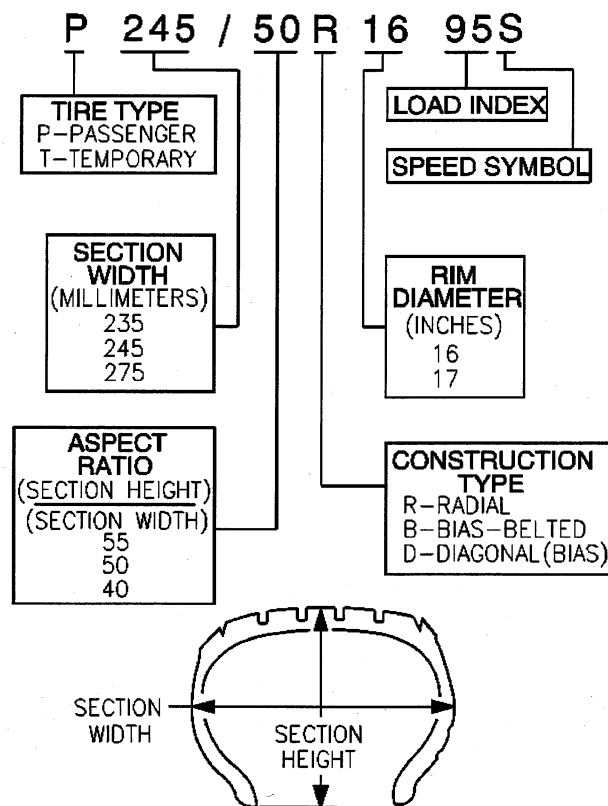 P 245 / 50 R 16 95S
TIRE TYPE
P-PASSENGER
T-TEMPORARY
LOAD INDEX
SPEED SYMBOL
SECTION
WIDTH
(MILLIMETERS)
235
245
275
RIM
DIAMETER
(INCHES)
16
17
ASPECT
RATIO
(SECTION HEIGHT)
(SECTION WIDTH)
55
50
40
CONSTRUCTION
TYPE
R-RADIAL
B-BIAS-BELTED
D-DIAGONAL(BIAS)
SECTION
WIDTH
SECTION
HEIGHT